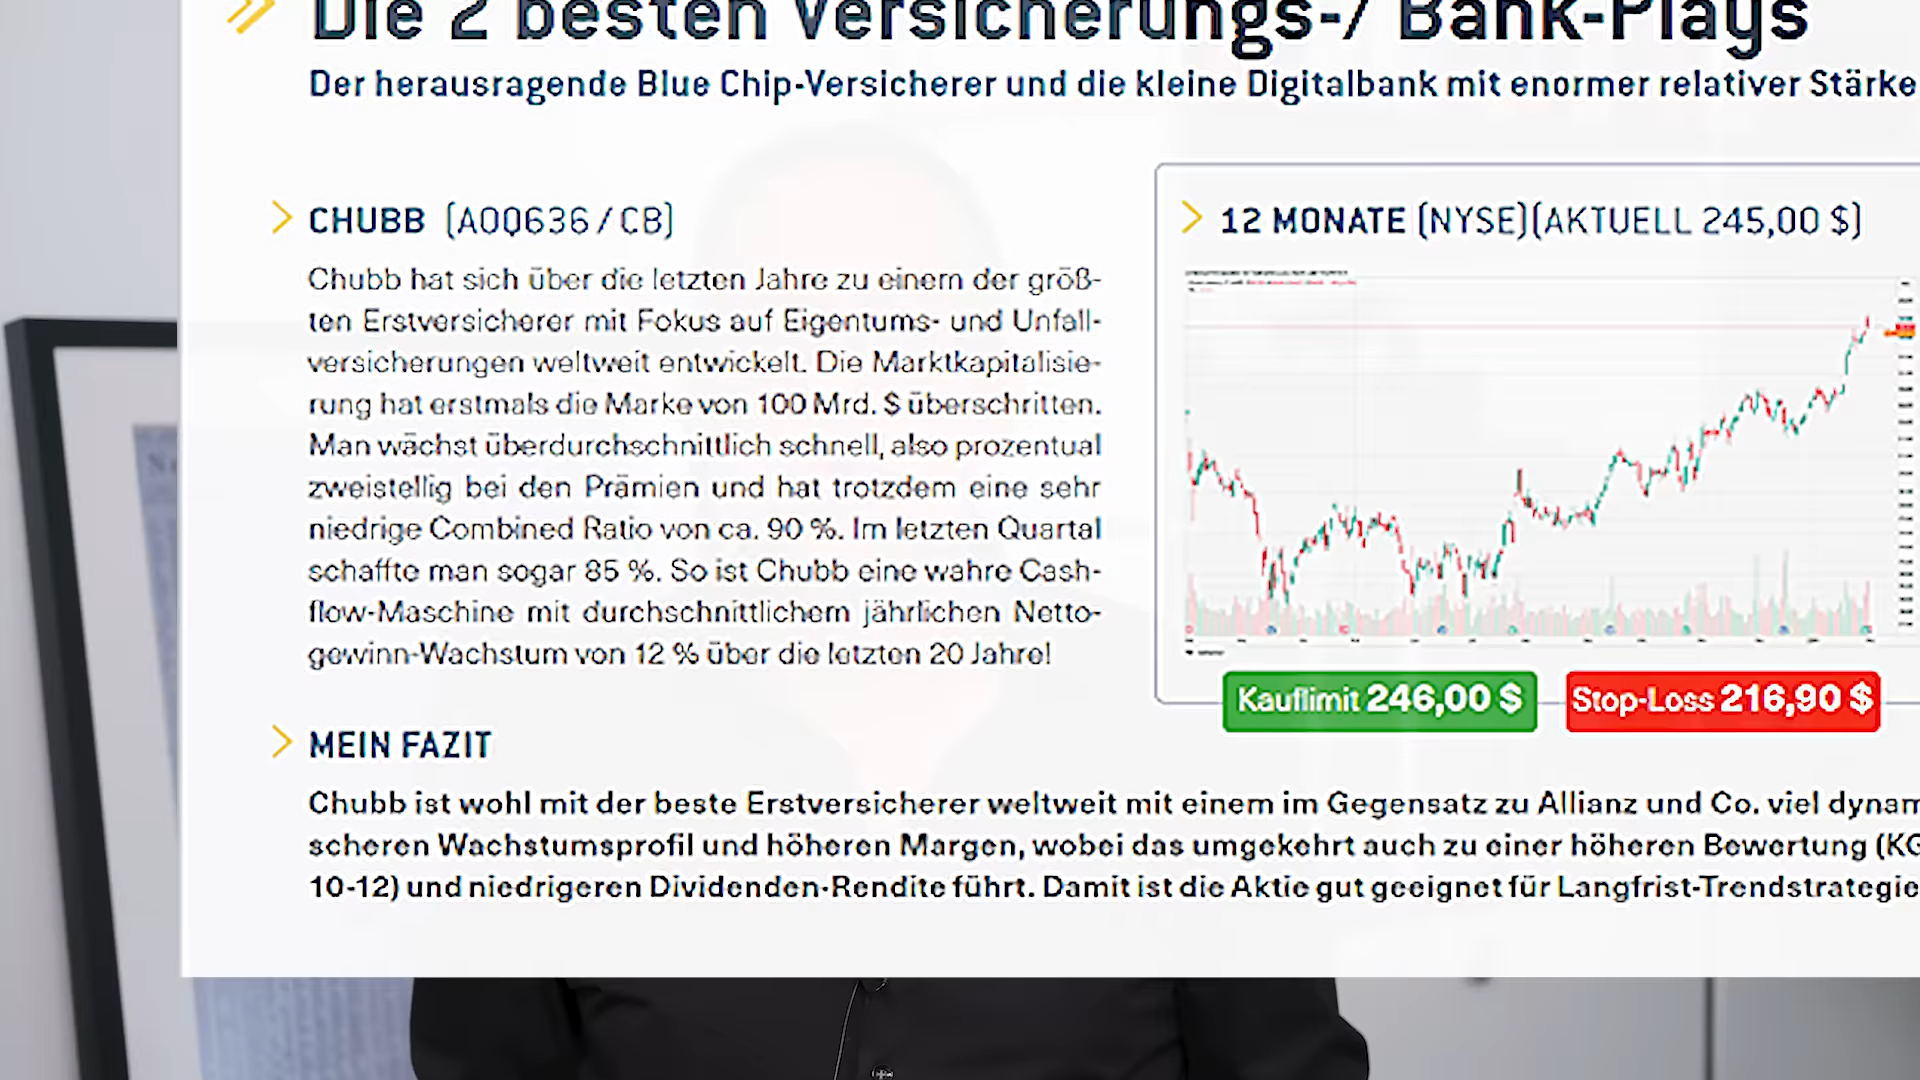 Die 2 besten Versicherungs-/ Bank-Plays
Der herausragende Blue Chip-Versicherer und die kleine Digitalbank mit enormer relativer Stärke
CHUBB (A0Q636 / CB)
Chubb hat sich über die letzten Jahre zu einem der größ-
ten Erstversicherer mit Fokus auf Eigentums- und Unfall-
versicherungen weltweit entwickelt. Die Marktkapitalisie-
rung hat erstmals die Marke von 100 Mrd. $ überschritten.
Man wächst überdurchschnittlich schnell, also prozentual
zweistellig bei den Prämien und hat trotzdem eine sehr
niedrige Combined Ratio von ca. 90 %. Im letzten Quartal
schaffte man sogar 85 %. So ist Chubb eine wahre Cash-
flow-Maschine mit durchschnittlichem jährlichen Netto-
gewinn-Wachstum von 12 % über die letzten 20 Jahre!
12 MONATE (NYSE)(AKTUELL 245,00 $)
Kauflimit 246,00 $
Stop-Loss 216,90 $
MEIN FAZIT
Chubb ist wohl mit der beste Erstversicherer weltweit mit einem im Gegensatz zu Allianz und Co. viel dynam
scheren Wachstumsprofil und höheren Margen, wobei das umgekehrt auch zu einer höheren Bewertung (KG
10-12) und niedrigeren Dividenden-Rendite führt. Damit ist die Aktie gut geeignet für Langfrist-Trendstrategie